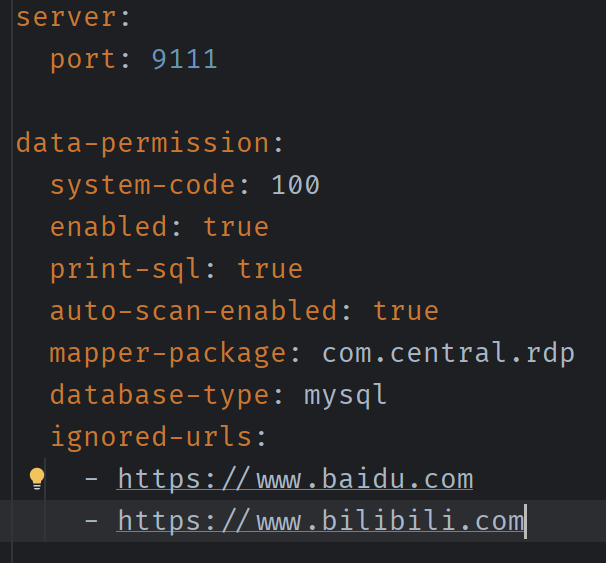 server:
  port: 9111

data-permission:
  system-code: 100
  enabled: true
  print-sql: true
  auto-scan-enabled: true
  mapper-package: com.central.rdp
  database-type: mysql
  ignored-urls:
    - https://www.baidu.com
    - https://www.bilibili.com